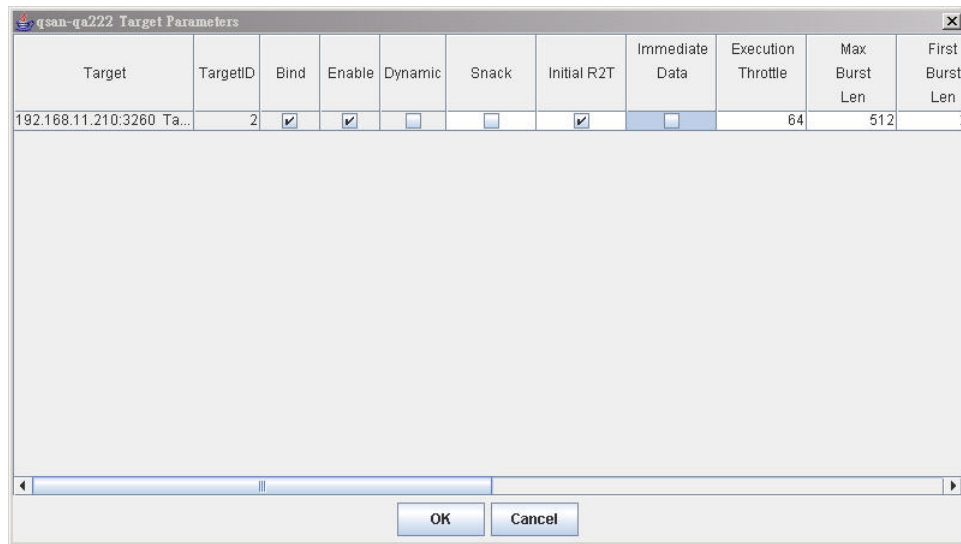 qsan-qa222 Target Parameters
Target TargetID Bind Enable Dynamic Snack Initial R2T Immediate Data Execution Throttle Max Burst Len First Burst Len
192.168.11.210:3260 Ta... 2 64 512
OK Cancel